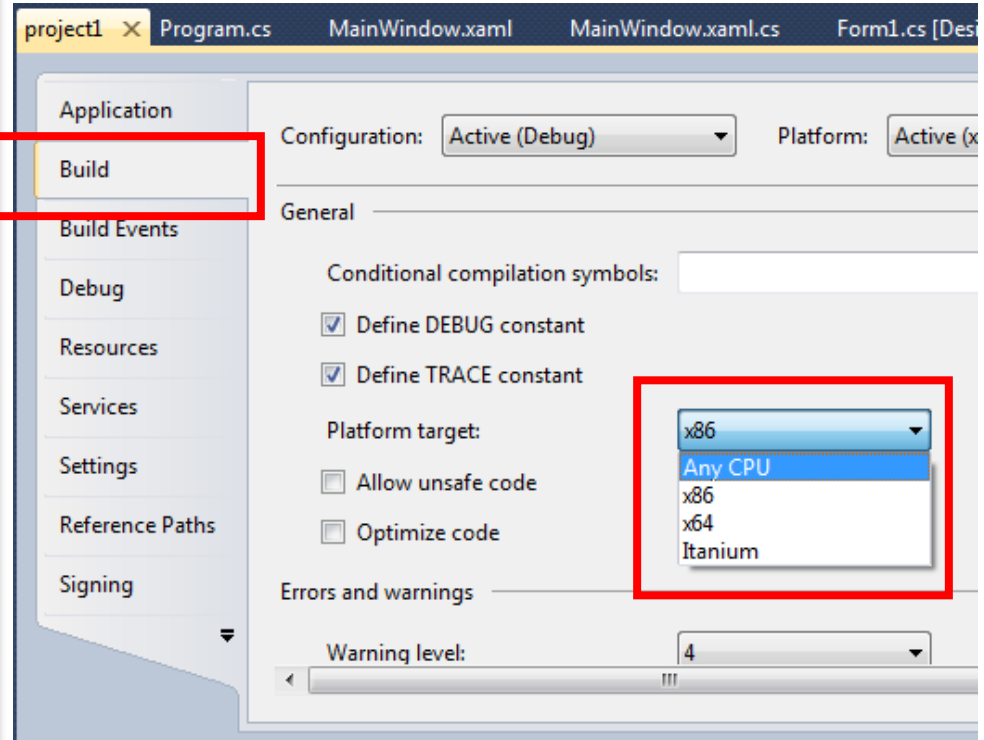 project1 Program.cs MainWindow.xaml MainWindow.xaml.cs Form1.cs [Desi
Application
Build
Build Events
Debug
Resources
Services
Settings
Reference Paths
Signing
Configuration: Active (Debug) Platform: Active (x
General
Conditional compilation symbols:
Define DEBUG constant
Define TRACE constant
Platform target: x86
Any CPU
x86
x64
Itanium
Allow unsafe code
Optimize code
Errors and warnings
Warning level: 4